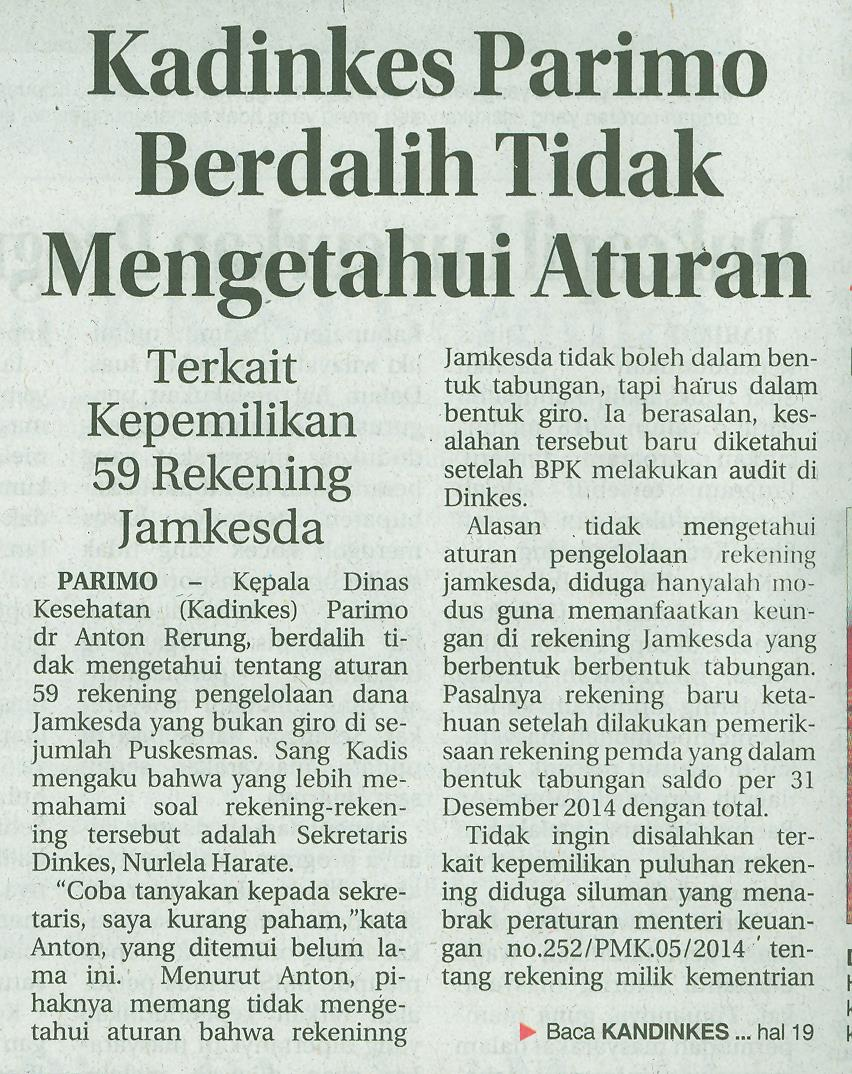 Kadinkes Parimo
Berdalih Tidak
Mengetahui Aturan
Terkait
Kepemilikan
59 Rekening
Jamkesda
PARIMO – Kepala Dinas
Kesehatan (Kadinkes) Parimo
dr Anton Rerung, berdalih ti-
dak mengetahui tentang aturan
59 rekening pengelolaan dana
Jamkesda yang bukan giro di se-
jumlah Puskesmas. Sang Kadis
mengaku bahwa yang lebih me-
mahami soal rekening-reken-
ing tersebut adalah Sekretaris
Dinkes, Nurlela Harate.
“Coba tanyakan kepada sekre-
taris, saya kurang paham,”kata
Anton, yang ditemui belum la-
ma ini. Menurut Anton, pi-
haknya memang tidak menge-
tahui aturan bahwa rekeninng
Jamkesda tidak boleh dalam ben-
tuk tabungan, tapi harus dalam
bentuk giro. Ia berasalan, kes-
alahan tersebut baru diketahui
setelah BPK melakukan audit di
Dinkes.
Alasan tidak mengetahui
aturan pengelolaan rekening
jamkesda, diduga hanyalah mo-
dus guna memanfaatkan keun-
gan di rekening Jamkesda yang
berbentuk berbentuk tabungan.
Pasalnya rekening baru keta-
huan setelah dilakukan pemerik-
saan rekening pemda yang dalam
bentuk tabungan saldo per 31
Desember 2014 dengan total.
Tidak ingin disalahkan ter-
kait kepemilikan puluhan reken-
ing diduga siluman yang mena-
brak peraturan menteri keuan-
gan no.252/PMK.05/2014 ten-
tang rekening milik kementrian
Baca KANDINKES ... hal 19